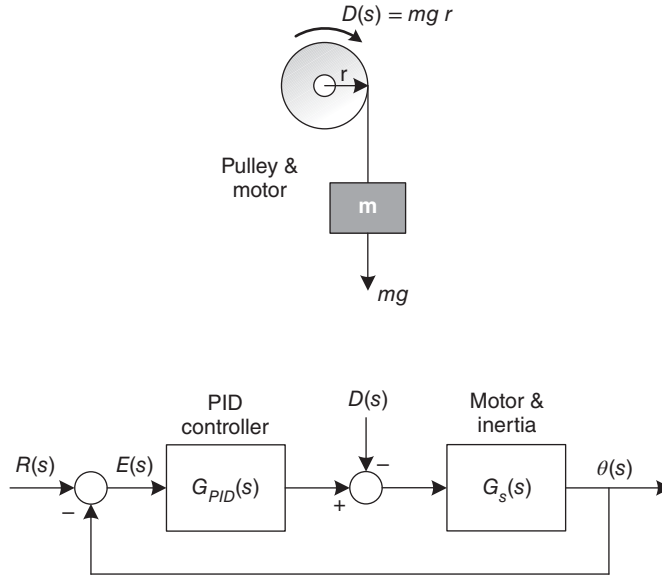 D(s) = mg r
r
Pulley &
motor
m
mg
PID
controller
D(s)
Motor &
inertia
R(s)
E(s)
θ(s)
G_PID(s)
G_s(s)
−
−
+